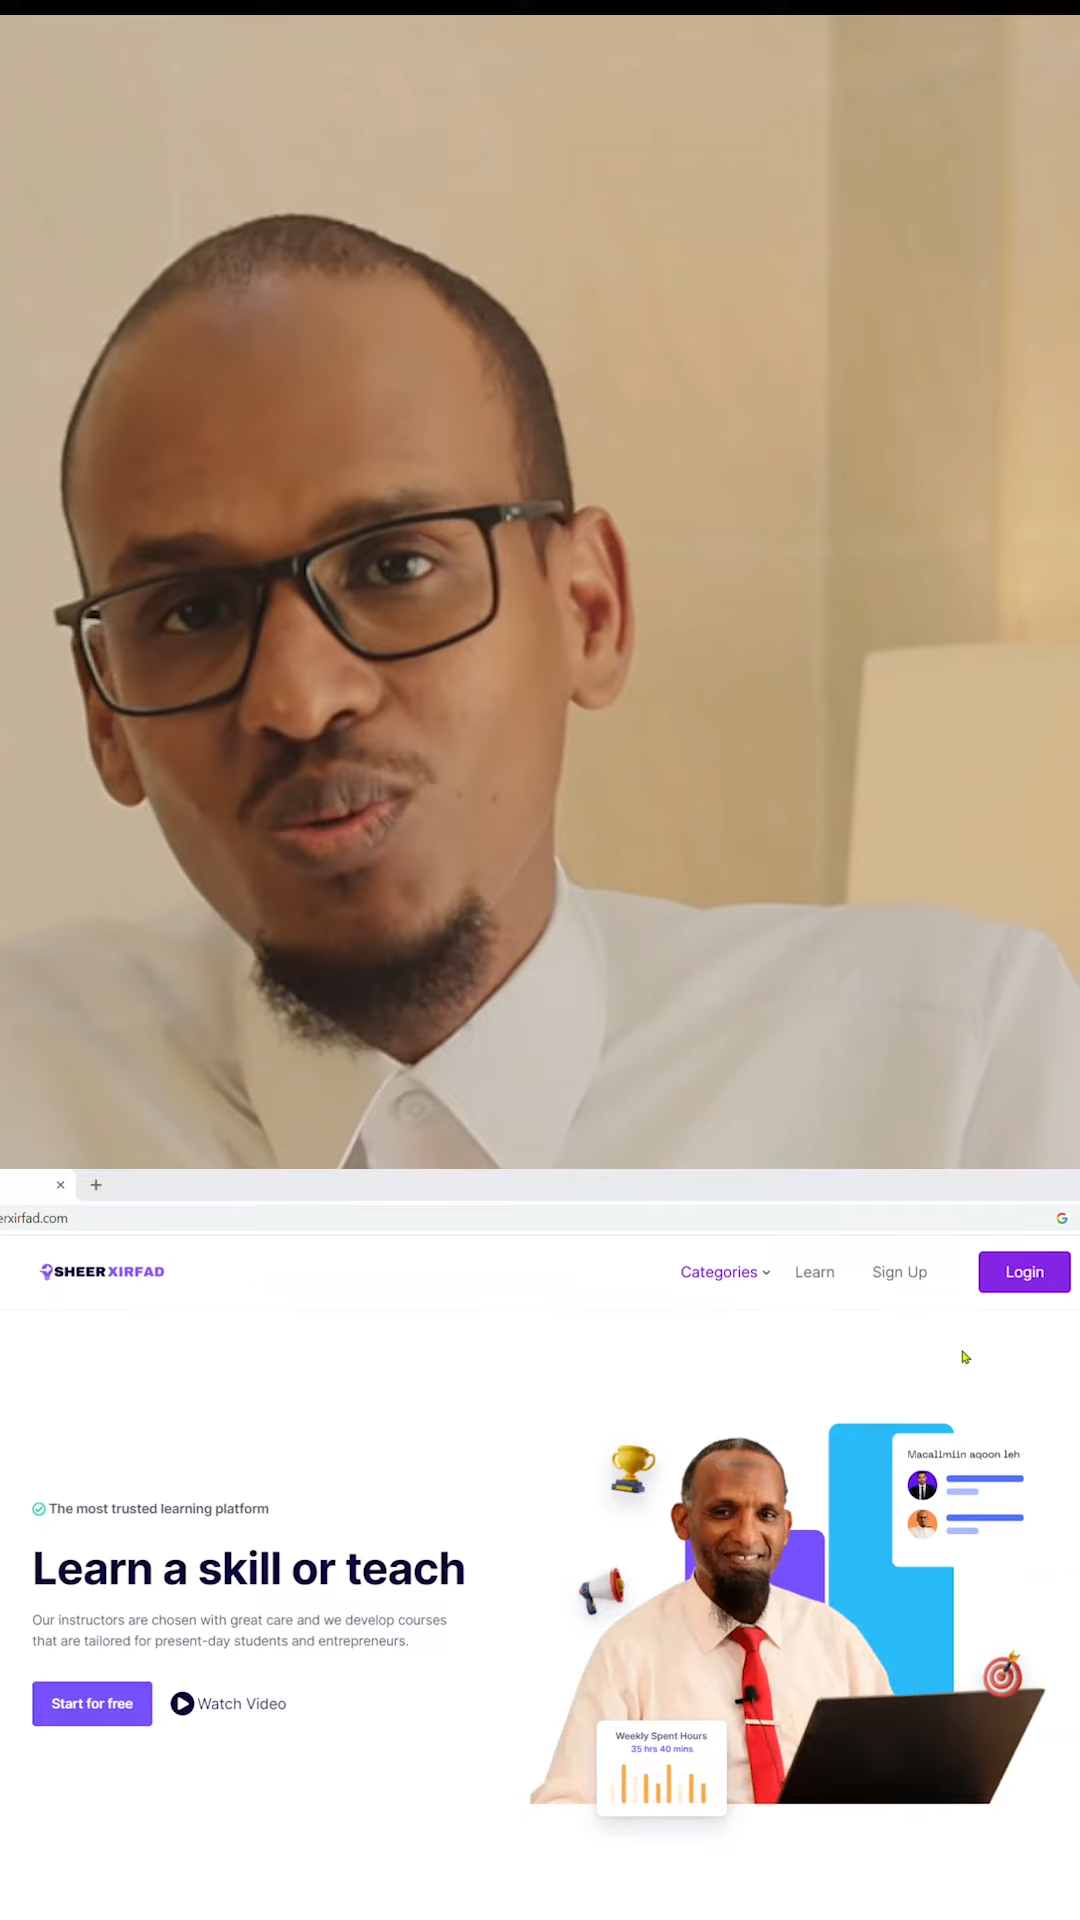 erxirfad.com
SHEER XIRFAD
Categories
Learn
Sign Up
Login
The most trusted learning platform
Learn a skill or teach
Our instructors are chosen with great care and we develop courses
that are tailored for present-day students and entrepreneurs.
Start for free
Watch Video
Macalimiin aqoon leh
Weekly Spent Hours
35 hrs 40 mins